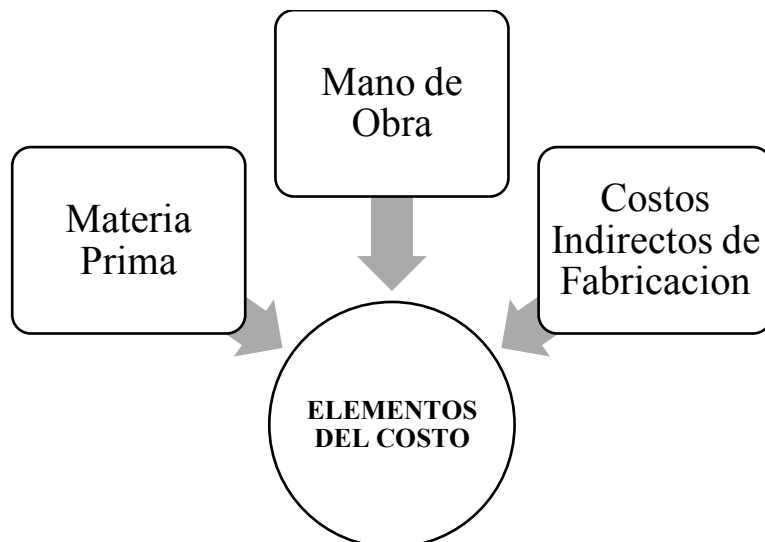 Mano de
Obra
Materia
Prima
Costos
Indirectos de
Fabricacion
ELEMENTOS
DEL COSTO